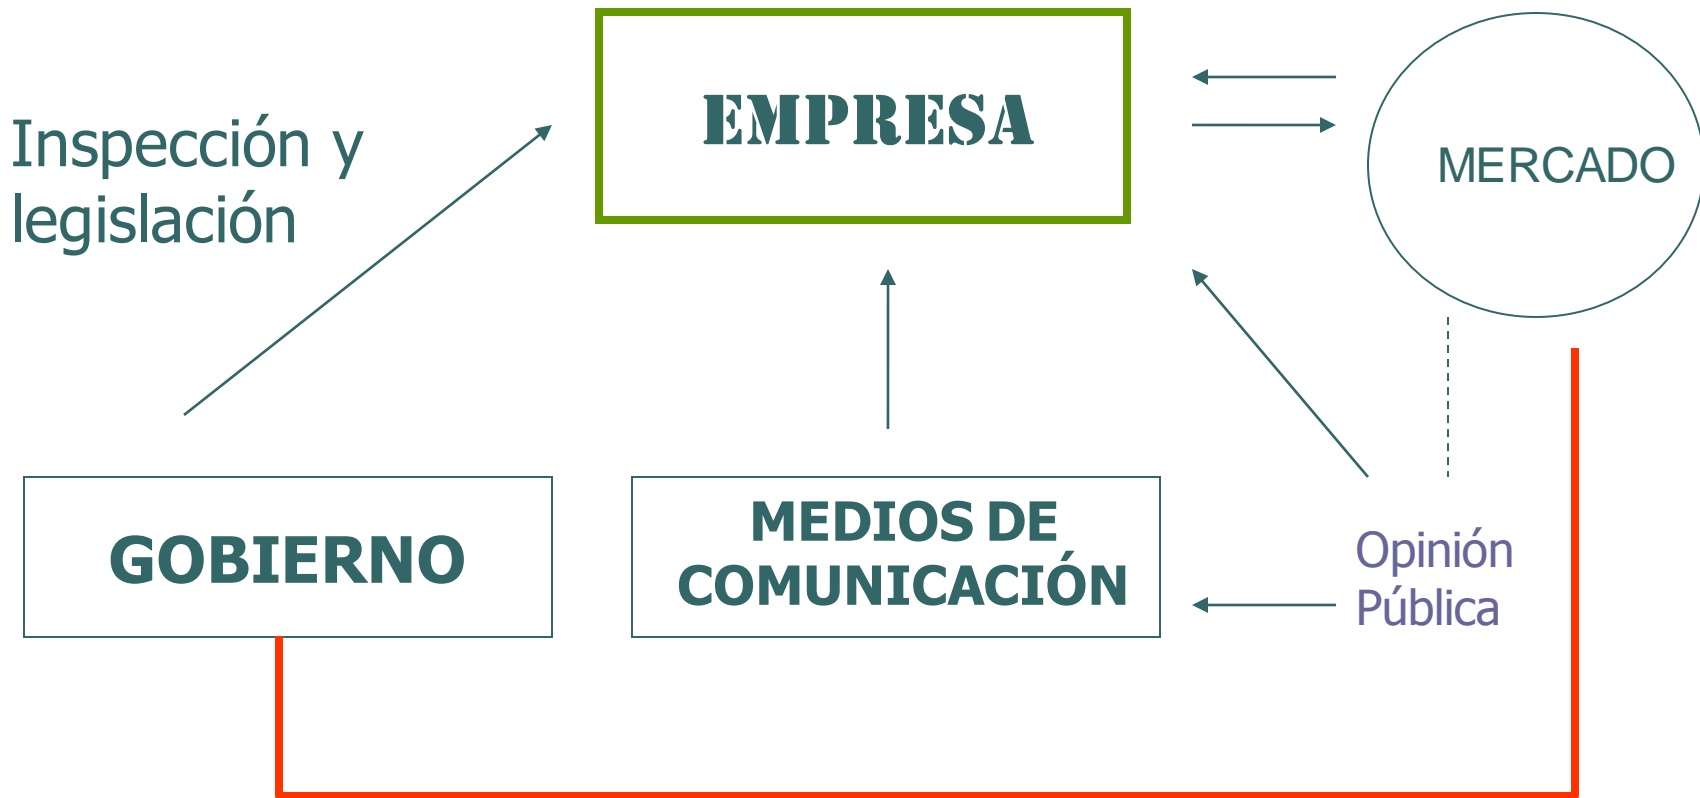 EMPRESA
Inspección y
legislación
MERCADO
GOBIERNO
MEDIOS DE
COMUNICACIÓN
Opinión
Pública